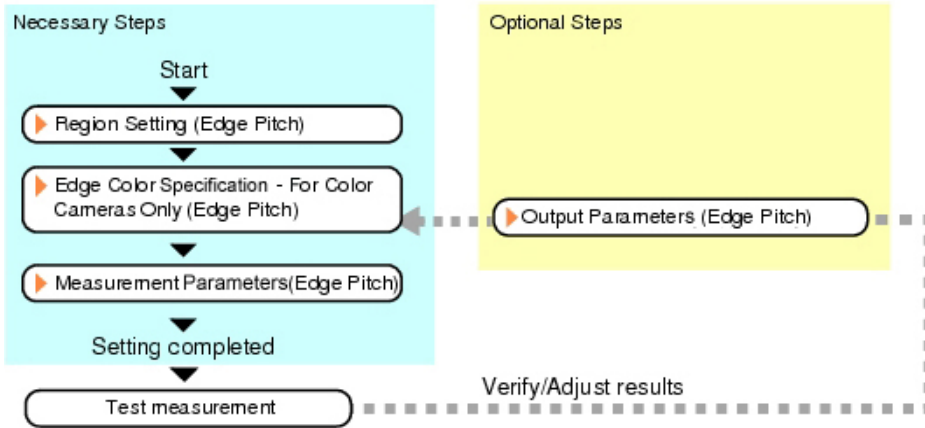 Necessary Steps
Start
Region Setting (Edge Pitch)
Edge Color Specification - For Color
Cameras Only (Edge Pitch)
Measurement Parameters(Edge Pitch)
Setting completed
Test measurement
Optional Steps
Output Parameters (Edge Pitch)
Verify/Adjust results